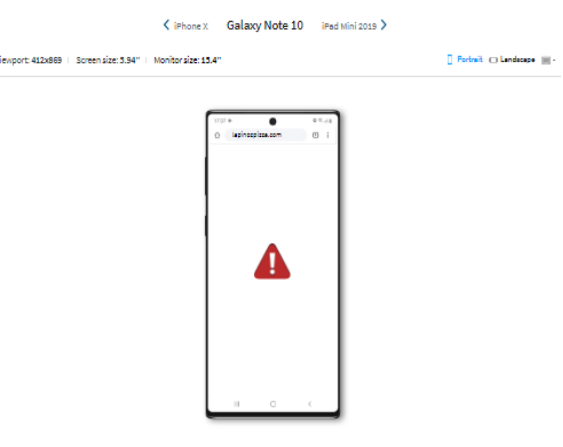 iPhone X Galaxy Note 10 iPad Mini 2019
iewport: 412x869 Screen size: 5.94" Monitor size: 15.4"
Portrait Landscape
lapinozpizza.com